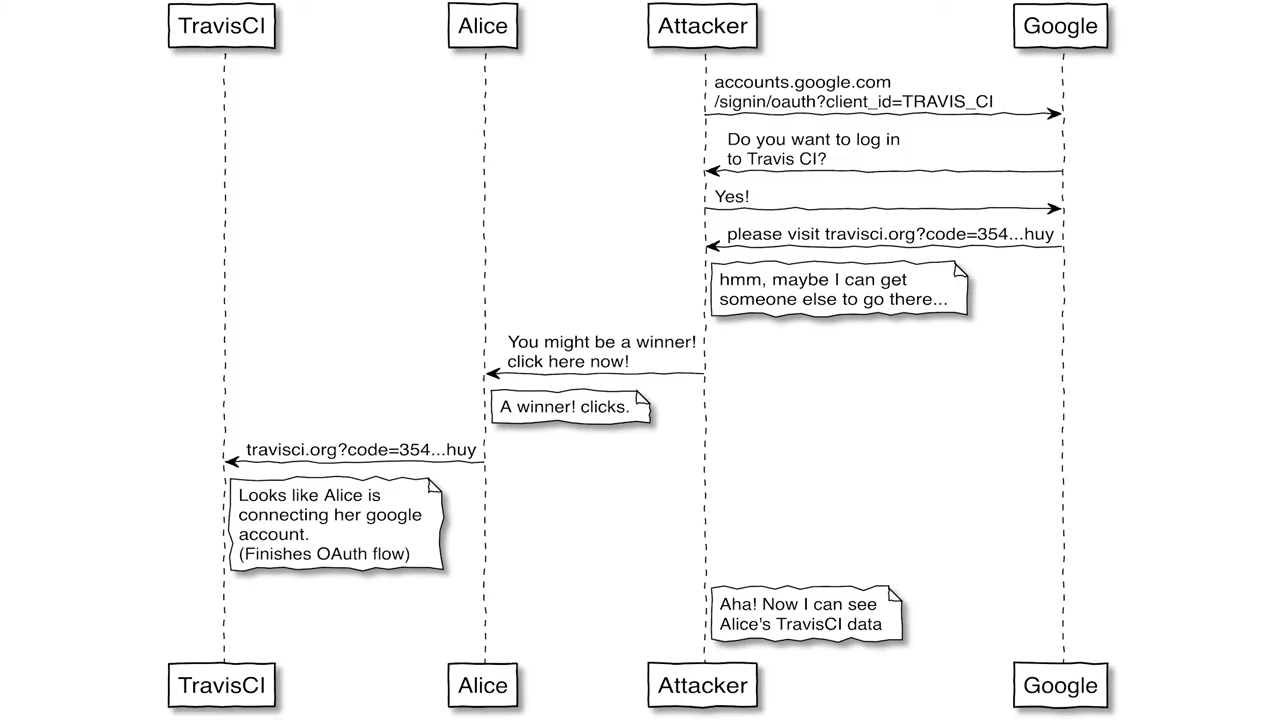 TravisCI
Alice
Attacker
Google
accounts.google.com
/signin/oauth?client_id=TRAVIS_CI
Do you want to log in
to Travis CI?
Yes!
please visit travisci.org?code=354...huy
hmm, maybe I can get
someone else to go there...
You might be a winner!
click here now!
A winner! clicks.
travisci.org?code=354...huy
Looks like Alice is
connecting her google
account.
(Finishes OAuth flow)
Aha! Now I can see
Alice's TravisCI data
TravisCI
Alice
Attacker
Google